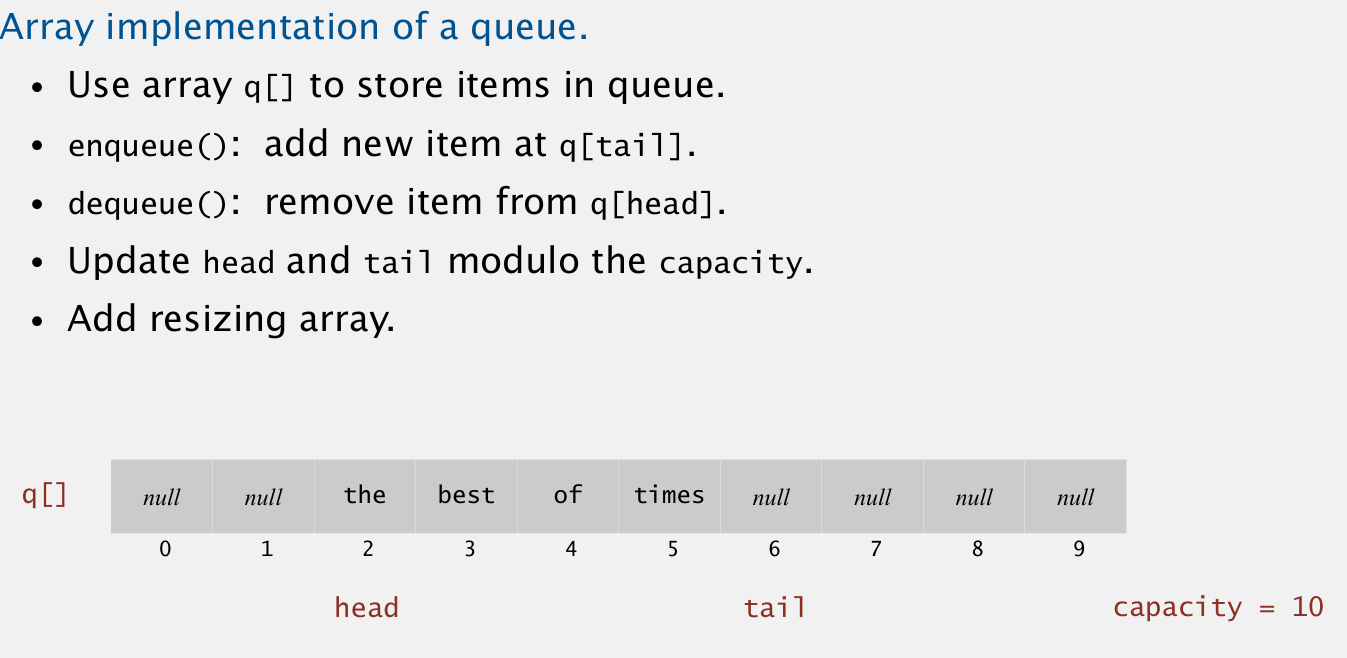 Array implementation of a queue.
• Use array q[] to store items in queue.
• enqueue(): add new item at q[tail].
• dequeue(): remove item from q[head].
• Update head and tail modulo the capacity.
• Add resizing array.
q[] null null the best of times null null null null
0 1 2 3 4 5 6 7 8 9
head tail capacity = 10